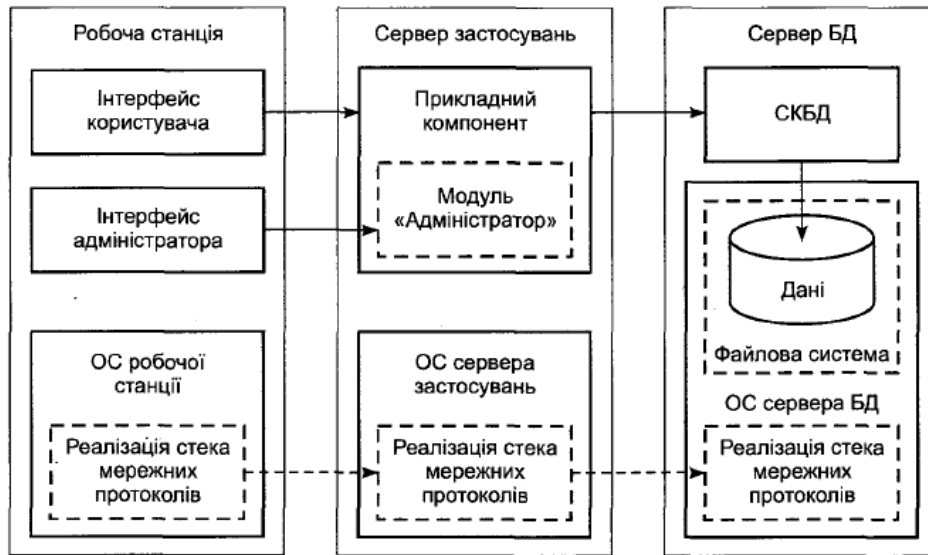 Робоча станція
Інтерфейс
користувача
Інтерфейс
адміністратора
ОС робочої
станції
Реалізація стека
мережних
протоколів
Сервер застосувань
Прикладний
компонент
Модуль
«Адміністратор»
ОС сервера
застосувань
Реалізація стека
мережних
протоколів
Сервер БД
СКБД
Дані
Файлова система
ОС сервера БД
Реалізація стека
мережних
протоколів